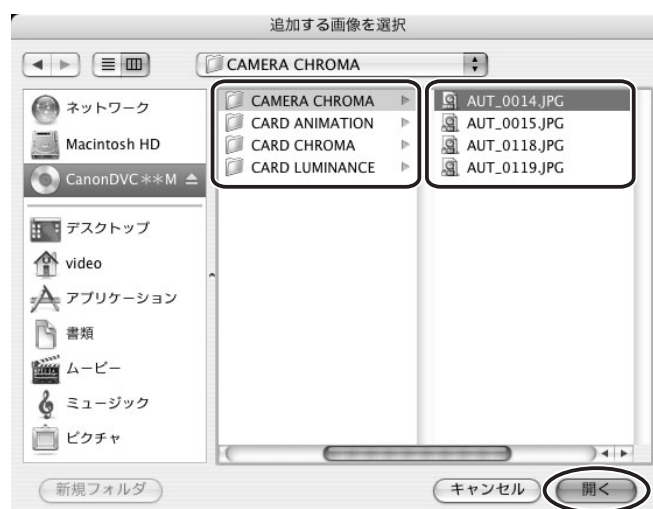 追加する画像を選択
CAMERA CHROMA
ネットワーク
Macintosh HD
CanonDVC**M
デスクトップ
video
アプリケーション
書類
ムービー
ミュージック
ピクチャ
CAMERA CHROMA
CARD ANIMATION
CARD CHROMA
CARD LUMINANCE
AUT_0014.JPG
AUT_0015.JPG
AUT_0118.JPG
AUT_0119.JPG
新規フォルダ
キャンセル
開く